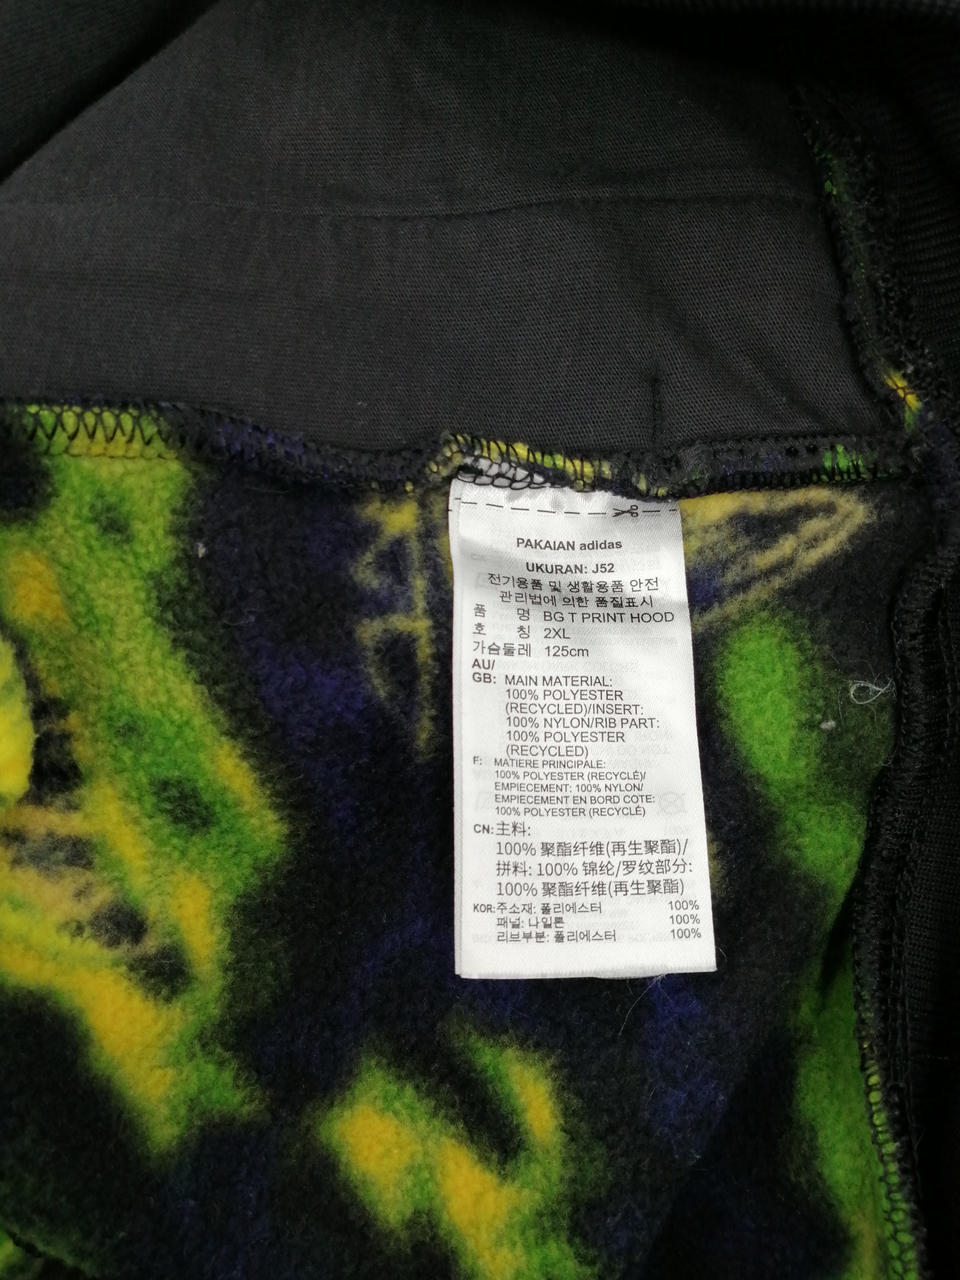 PAKAIAN adidas
UKURAN: J52
전기용품 및 생활용품 안전
관리법에 의한 품질표시
품 명 BG T PRINT HOOD
호 칭 2XL
가슴둘레 125cm
AU/
GB: MAIN MATERIAL:
100% POLYESTER
(RECYCLED)/INSERT:
100% NYLON/RIB PART:
100% POLYESTER
(RECYCLED)
F: MATIERE PRINCIPALE:
100% POLYESTER (RECYCLÉ)/
EMPIECEMENT: 100% NYLON/
EMPIECEMENT EN BORD COTE:
100% POLYESTER (RECYCLÉ)
CN: 主料:
100% 聚酯纤维(再生聚酯)/
拼料: 100% 锦纶/罗纹部分:
100% 聚酯纤维(再生聚酯)
KOR: 주소재: 폴리에스터 100%
패널: 나일론 100%
리브부분: 폴리에스터 100%